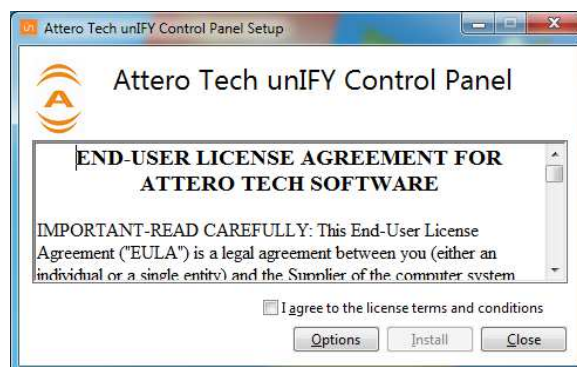 Attero Tech unIFY Control Panel Setup
A
Attero Tech unIFY Control Panel
END-USER LICENSE AGREEMENT FOR
ATTERO TECH SOFTWARE
IMPORTANT-READ CAREFULLY: This End-User License
Agreement ("EULA") is a legal agreement between you (either an
individual or a single entity) and the Supplier of the computer system
I agree to the license terms and conditions
Options Install Close